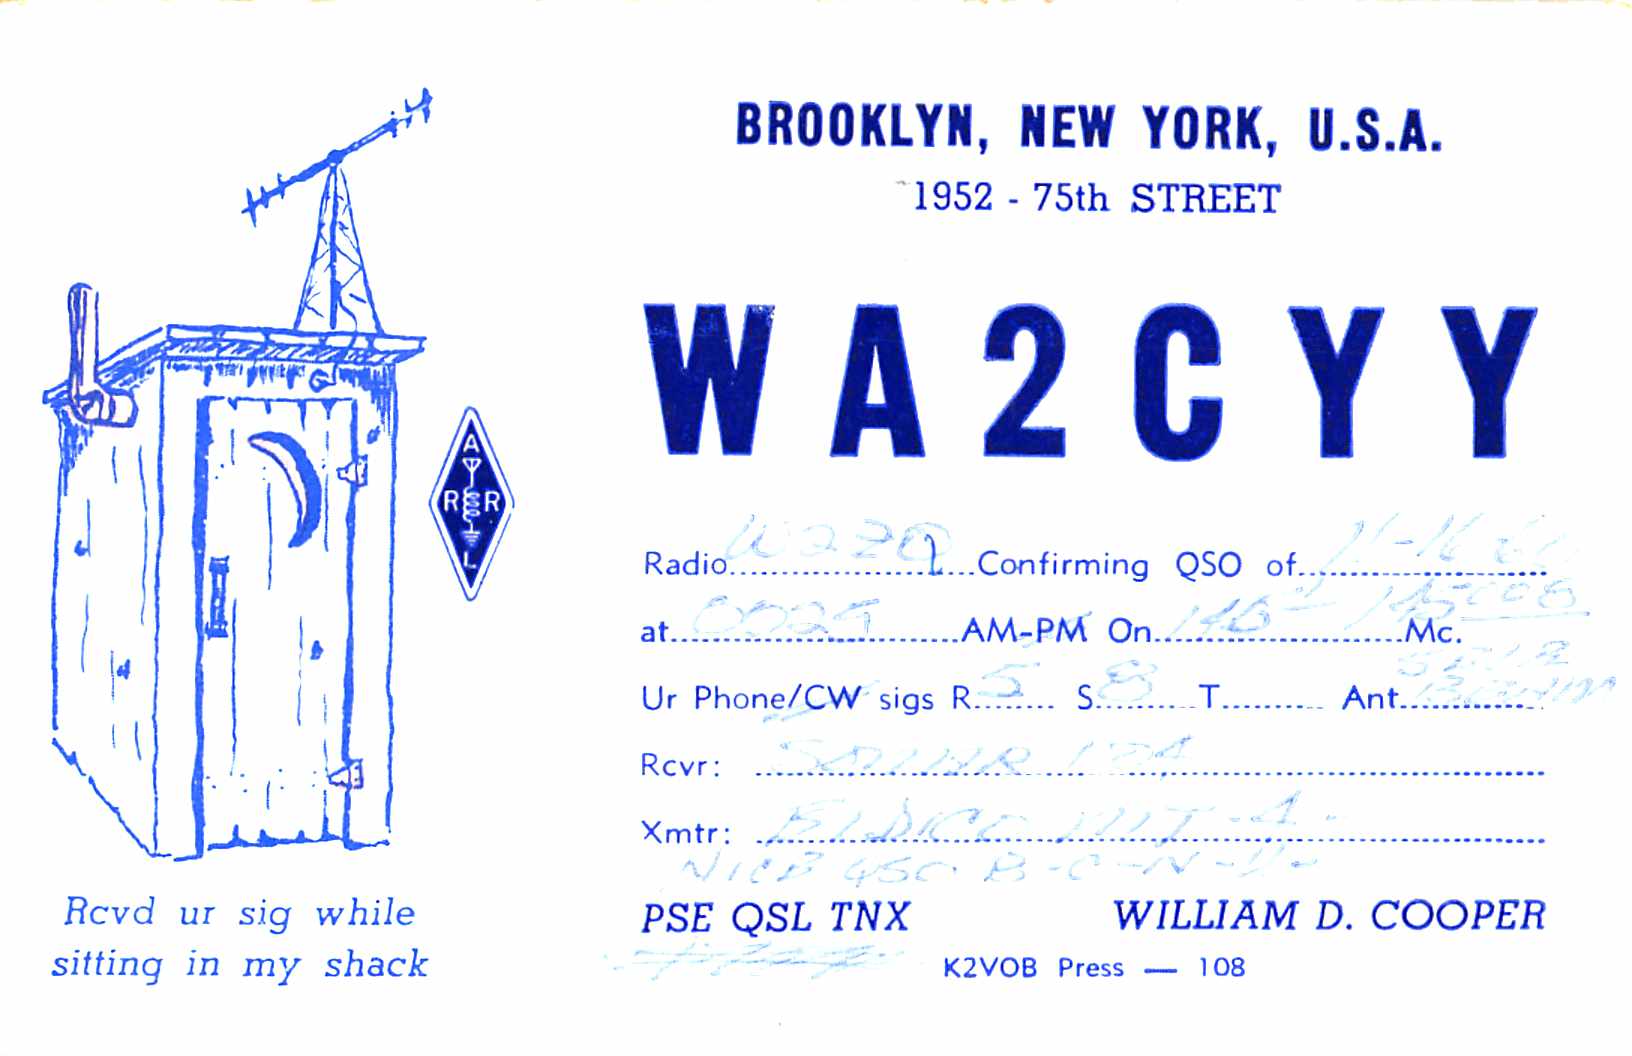 BROOKLYN, NEW YORK, U.S.A.
1952 - 75th STREET
WA2CYY
A
R R
L
Radio W2ZQ Confirming QSO of
at AM-PM On Mc.
Ur Phone/CW sigs R 5 S 8 T Ant.
Rcvr:
Xmtr:
PSE QSL TNX WILLIAM D. COOPER
K2VOB Press — 108
Rcvd ur sig while
sitting in my shack